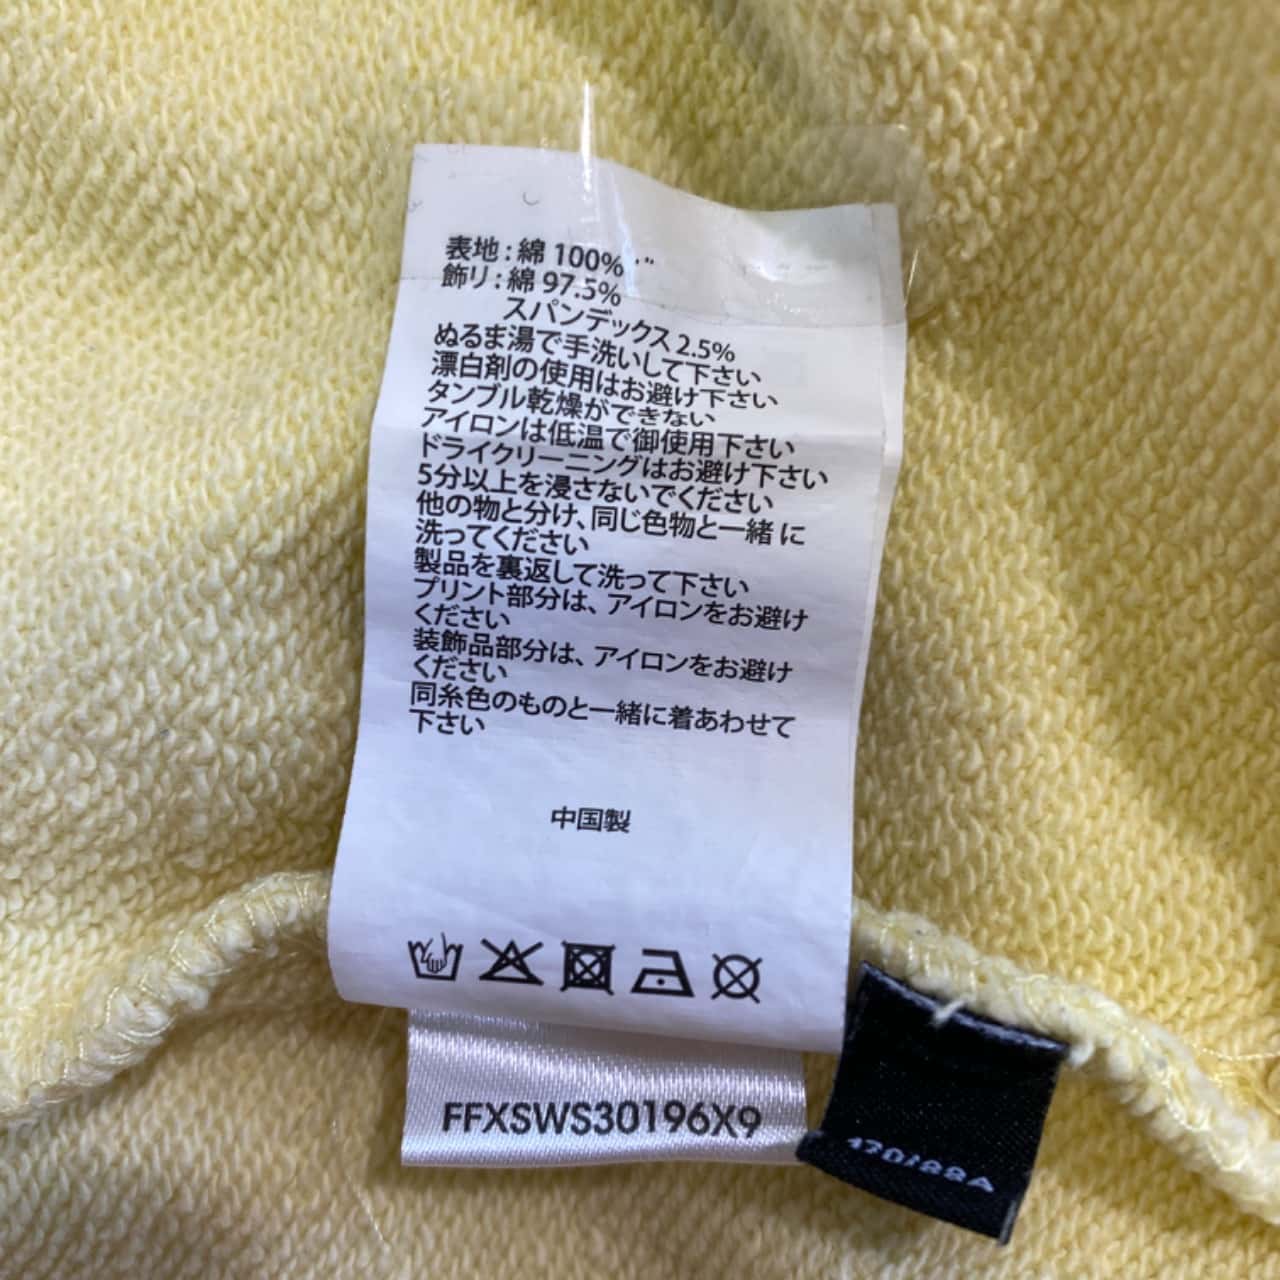 表地：綿 100%
飾リ：綿 97.5%
スパンデックス 2.5%
ぬるま湯で手洗いして下さい
漂白剤の使用はお避け下さい
タンブル乾燥ができない
アイロンは低温で御使用下さい
ドライクリーニングはお避け下さい
5分以上を浸さないでください
他の物と分け、同じ色物と一緒 に
洗ってください
製品を裏返して洗って下さい
プリント部分は、アイロンをお避け
ください
装飾品部分は、アイロンをお避け
ください
同糸色のものと一緒に着あわせて
下さい
中国製
FFXSWS30196X9
170/88A